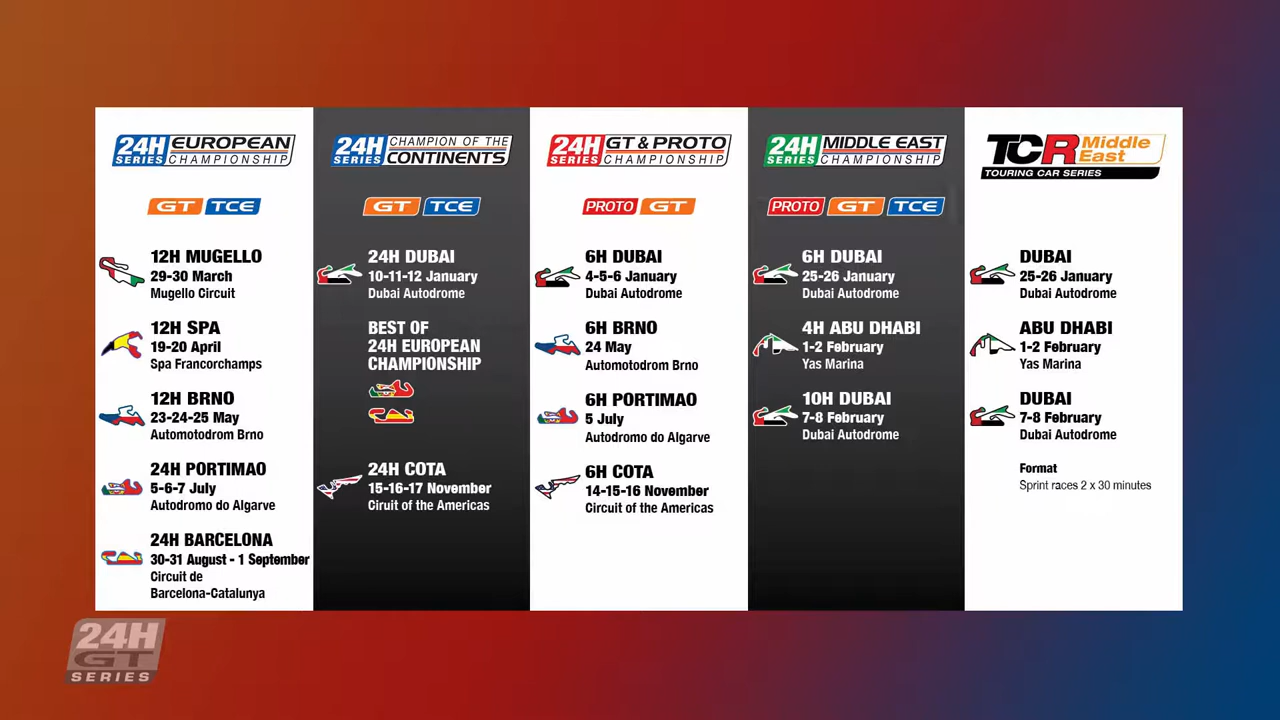 24H SERIES EUROPEAN CHAMPIONSHIP
GT TCE
12H MUGELLO
29-30 March
Mugello Circuit
12H SPA
19-20 April
Spa Francorchamps
12H BRNO
23-24-25 May
Automotodrom Brno
24H PORTIMAO
5-6-7 July
Autodromo do Algarve
24H BARCELONA
30-31 August - 1 September
Circuit de
Barcelona-Catalunya
24H SERIES CHAMPION OF THE CONTINENTS
GT TCE
24H DUBAI
10-11-12 January
Dubai Autodrome
BEST OF
24H EUROPEAN
CHAMPIONSHIP
24H COTA
15-16-17 November
Ciruit of the Americas
24H SERIES GT & PROTO CHAMPIONSHIP
PROTO GT
6H DUBAI
4-5-6 January
Dubai Autodrome
6H BRNO
24 May
Automotodrom Brno
6H PORTIMAO
5 July
Autodromo do Algarve
6H COTA
14-15-16 November
Circuit of the Americas
24H SERIES MIDDLE EAST CHAMPIONSHIP
PROTO GT TCE
6H DUBAI
25-26 January
Dubai Autodrome
4H ABU DHABI
1-2 February
Yas Marina
10H DUBAI
7-8 February
Dubai Autodrome
TCR Middle East
TOURING CAR SERIES
DUBAI
25-26 January
Dubai Autodrome
ABU DHABI
1-2 February
Yas Marina
DUBAI
7-8 February
Dubai Autodrome
Format
Sprint races 2 x 30 minutes
24H
GT
SERIES